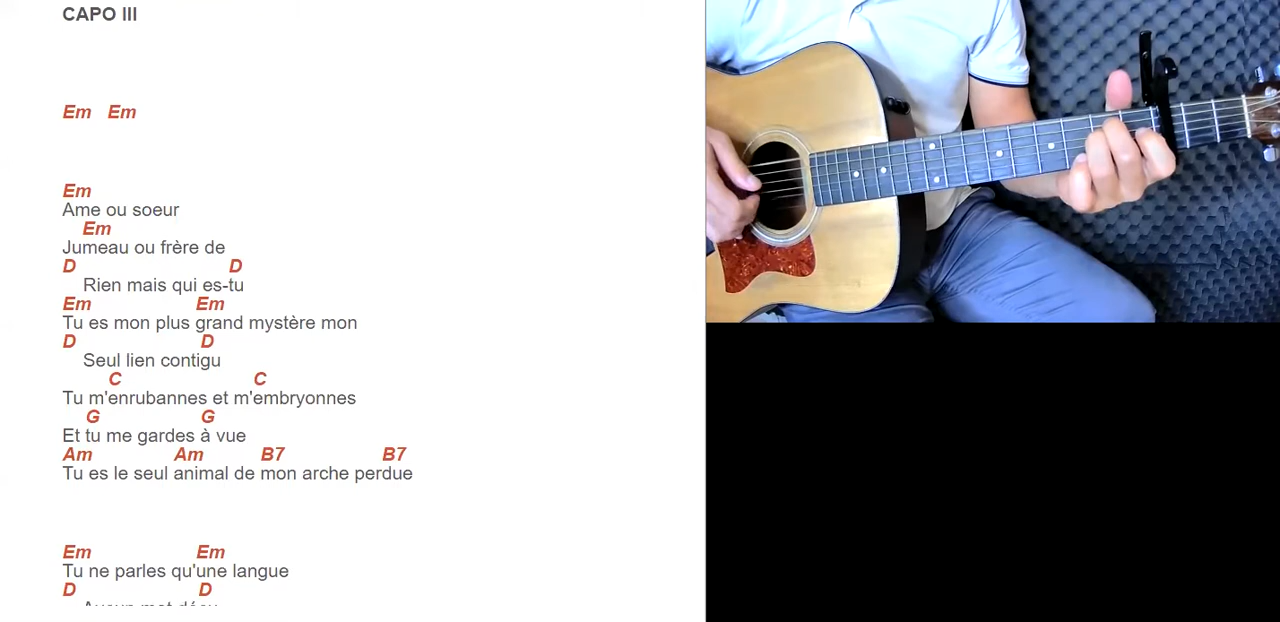 CAPO III
Em Em
Em
Ame ou soeur
Em
Jumeau ou frère de
D D
Rien mais qui es-tu
Em Em
Tu es mon plus grand mystère mon
D D
Seul lien contigu
C C
Tu m'enrubannes et m'embryonnes
G G
Et tu me gardes à vue
Am Am B7 B7
Tu es le seul animal de mon arche perdue
Em Em
Tu ne parles qu'une langue
D D